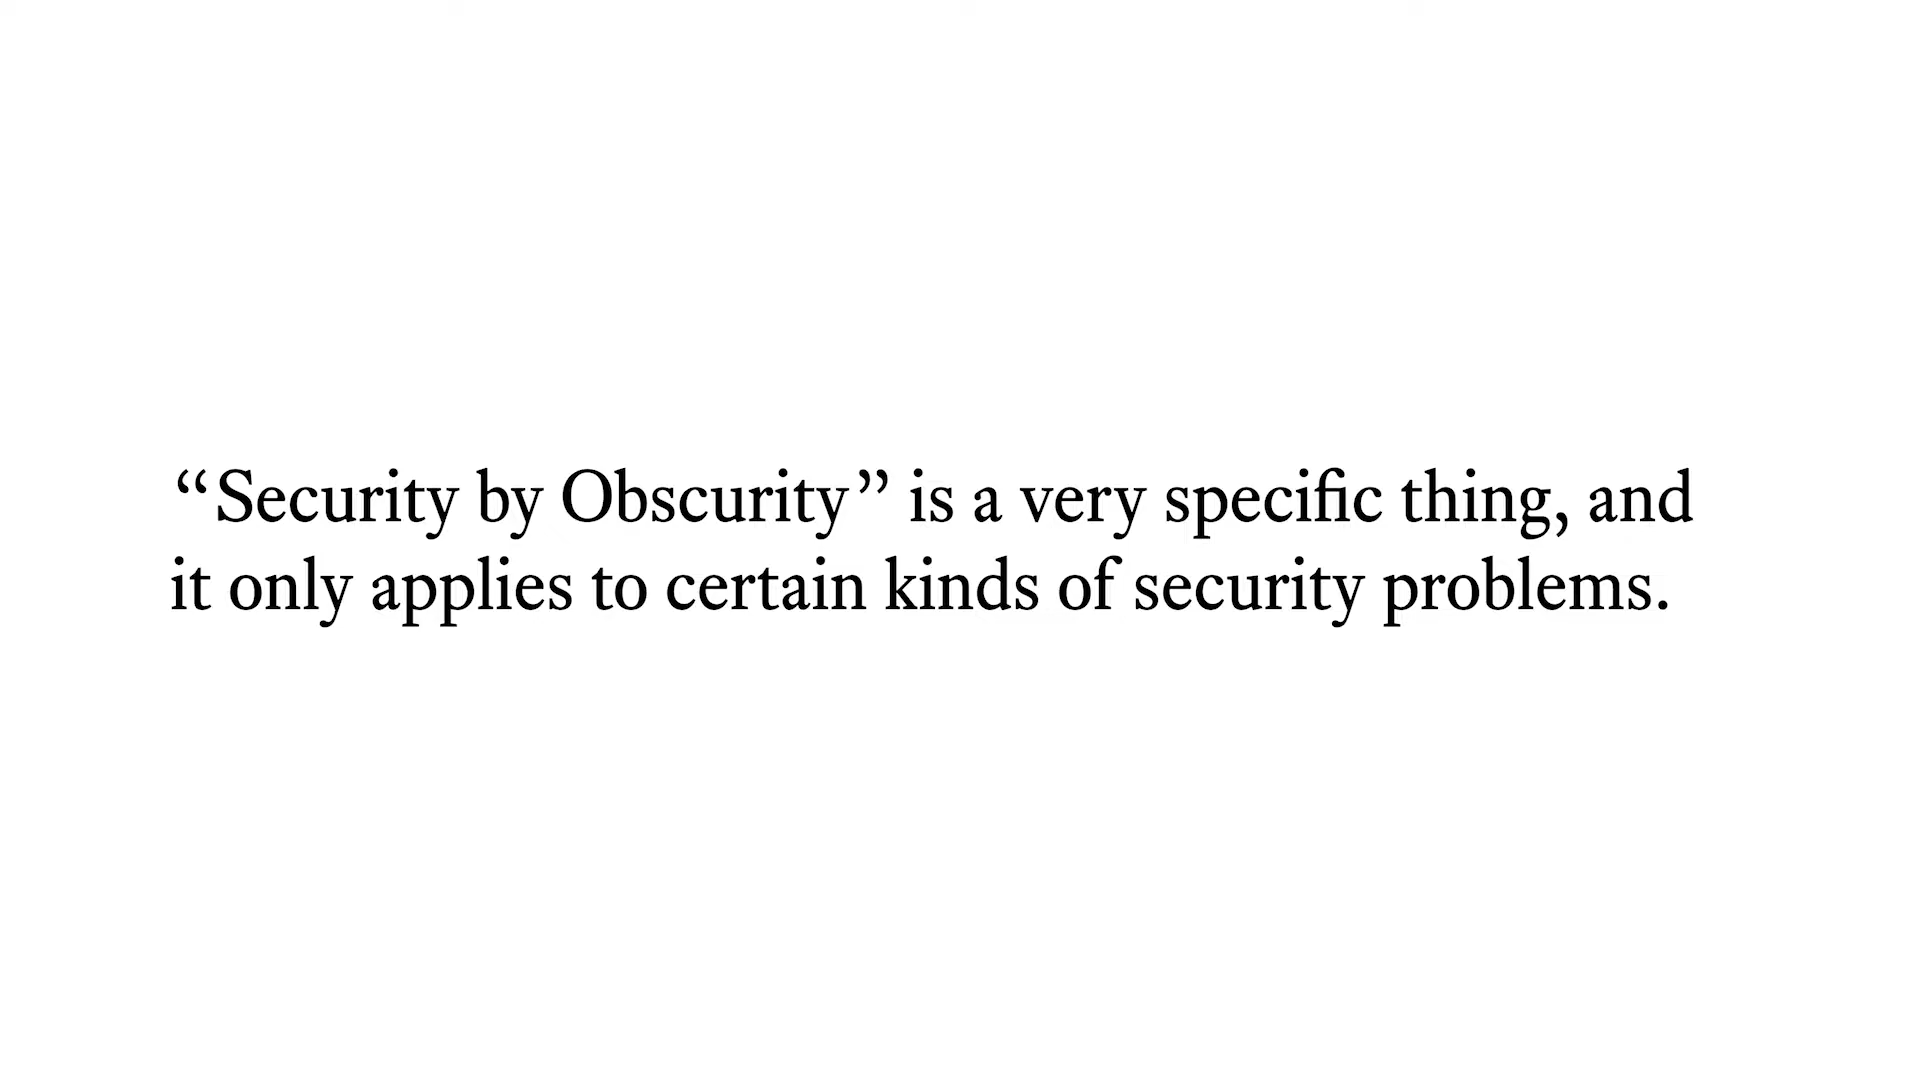 “Security by Obscurity” is a very specific thing, and
it only applies to certain kinds of security problems.